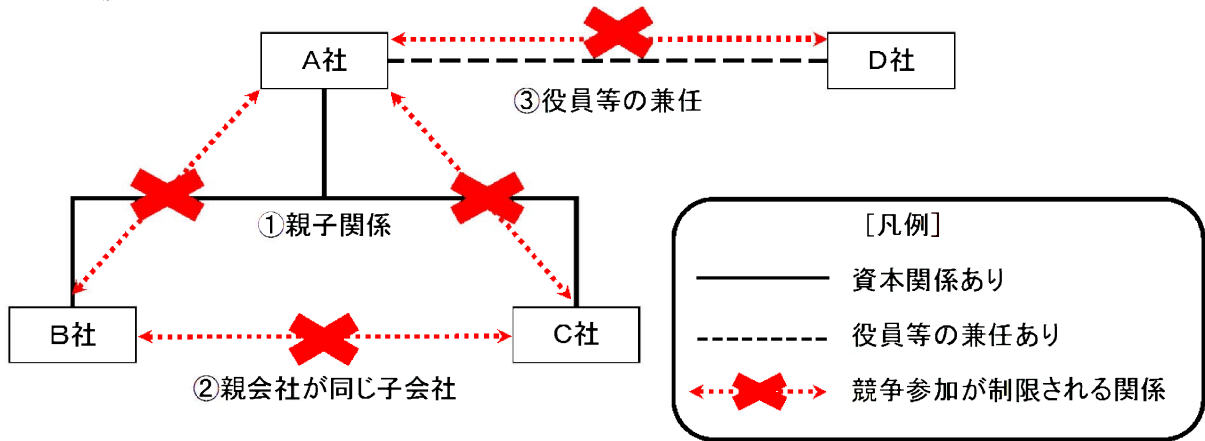 A社
D社
③役員等の兼任
①親子関係
B社
C社
②親会社が同じ子会社
［凡例］
資本関係あり
役員等の兼任あり
競争参加が制限される関係